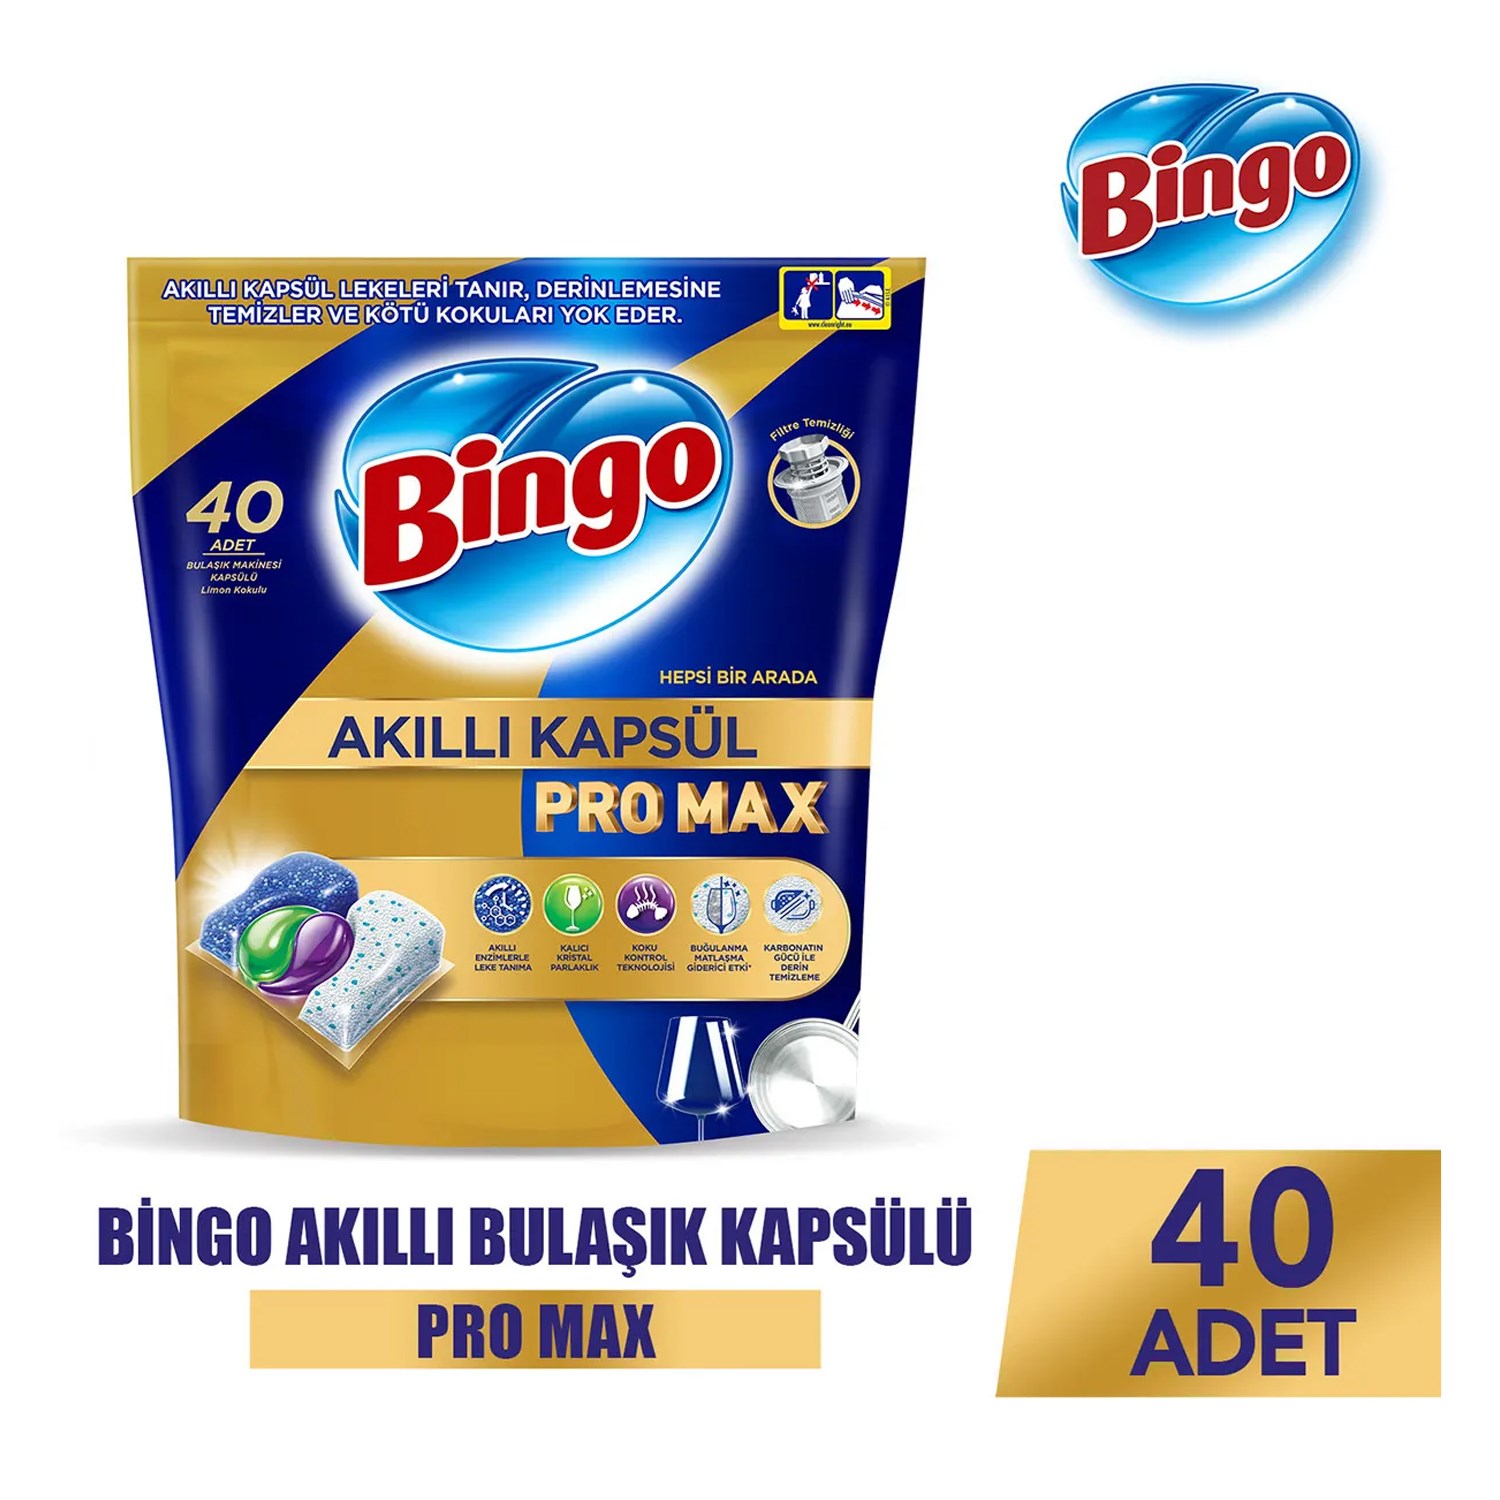 Bingo
AKILLI KAPSÜL LEKELERİ TANIR, DERİNLEMESİNE
TEMİZLER VE KÖTÜ KOKULARI YOK EDER.
www.cleanright.eu
Bingo
Filtre Temizliği
40
ADET
BULAŞIK MAKİNESİ
KAPSÜLÜ
Limon Kokulu
HEPSİ BİR ARADA
AKILLI KAPSÜL
PRO MAX
AKILLI
ENZİMLERLE
LEKE TANIMA
KALICI
KRİSTAL
PARLAKLIK
KOKU
KONTROL
TEKNOLOJİSİ
BUĞULANMA
MATLAŞMA
GİDERİCİ ETKİ*
KARBONATIN
GÜCÜ İLE
DERİN
TEMİZLEME
BİNGO AKILLI BULAŞIK KAPSÜLÜ
PRO MAX
40
ADET